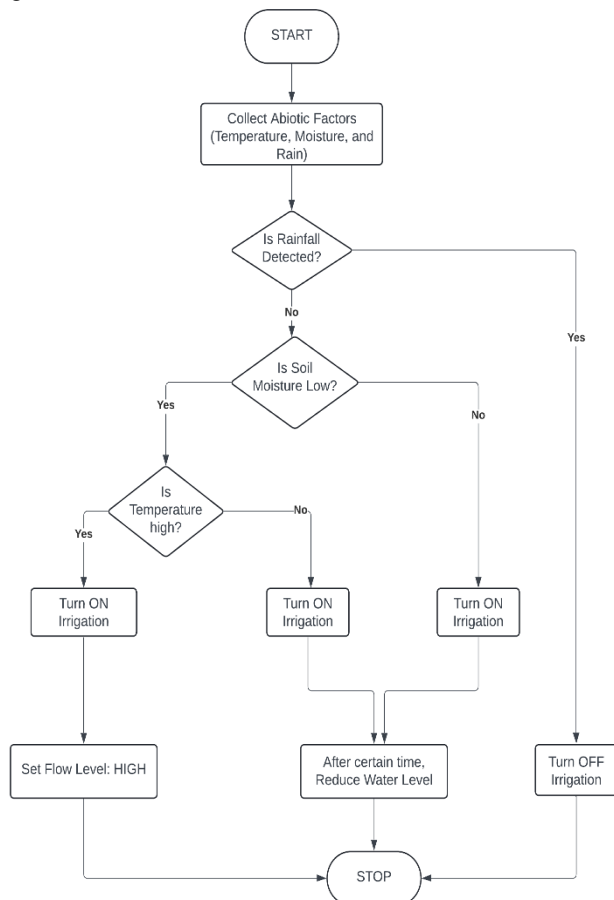 START
Collect Abiotic Factors
(Temperature, Moisture, and
Rain)
Is Rainfall
Detected?
No
Yes
Is Soil
Moisture Low?
Yes
No
Is
Temperature
high?
Yes
No
Turn ON
Irrigation
Turn ON
Irrigation
Turn ON
Irrigation
Set Flow Level: HIGH
After certain time,
Reduce Water Level
Turn OFF
Irrigation
STOP